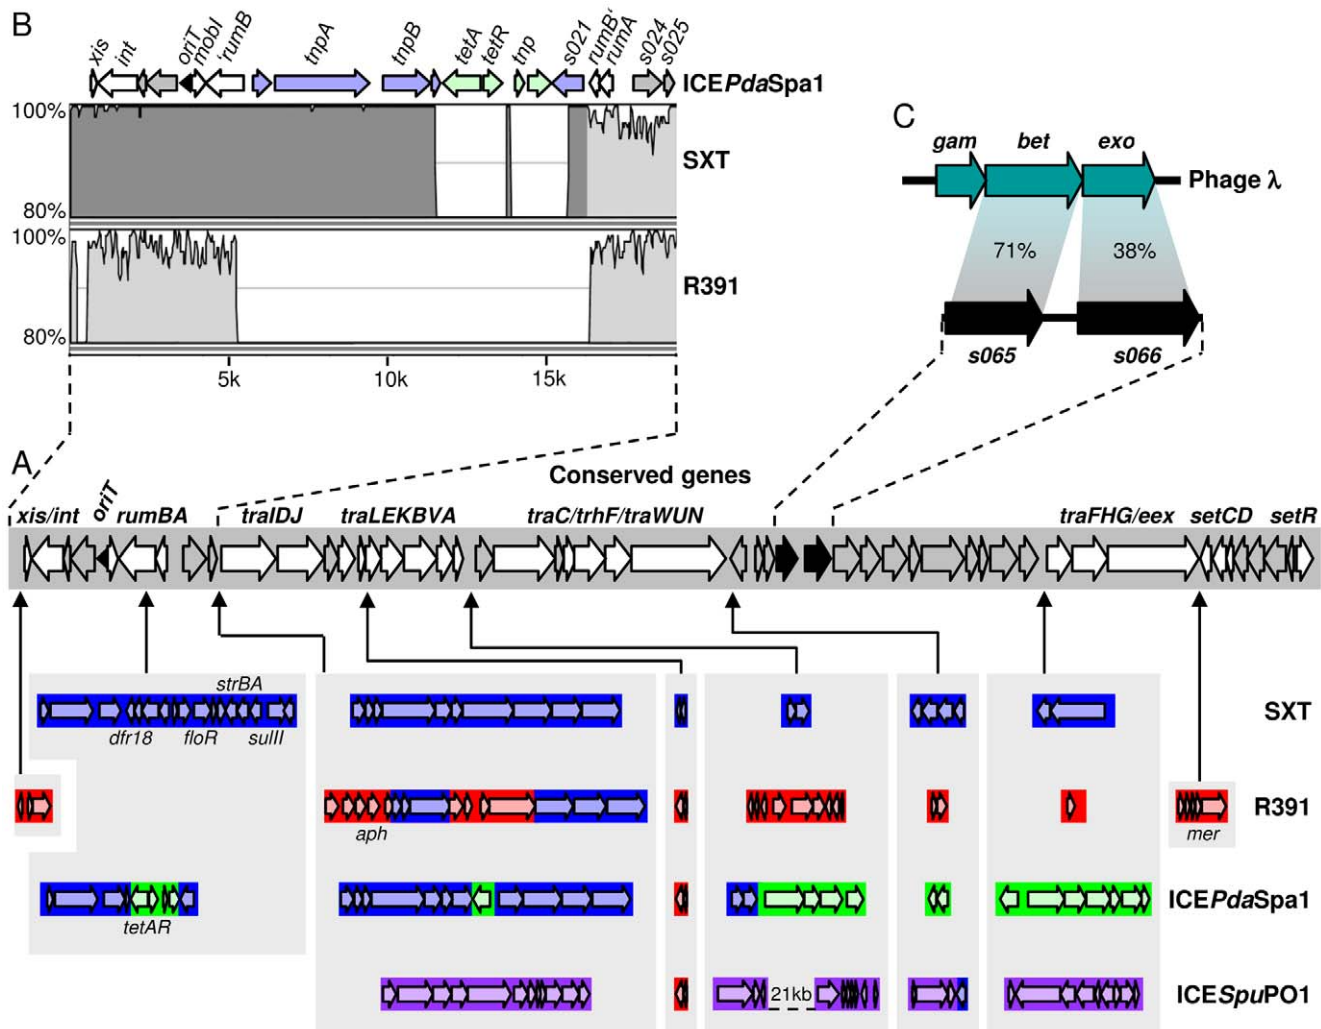 B
xis
int
oriT
mobI
'rumB
tnpA
tnpB
tetA
tetR
tnp
s021
rumB'
rumA
s024
s025
ICEPdaSpa1
100%
SXT
80%
100%
R391
80%
5k
10k
15k
C
gam
bet
exo
Phage λ
71%
38%
s065
s066
A
Conserved genes
xis/int
oriT
rumBA
traIDJ
traLEKBVA
traC/trhF/traWUN
traFHG/eex
setCD
setR
strBA
dfr18
floR
sulII
SXT
aph
mer
R391
tetAR
ICEPdaSpa1
21kb
ICESpuPO1